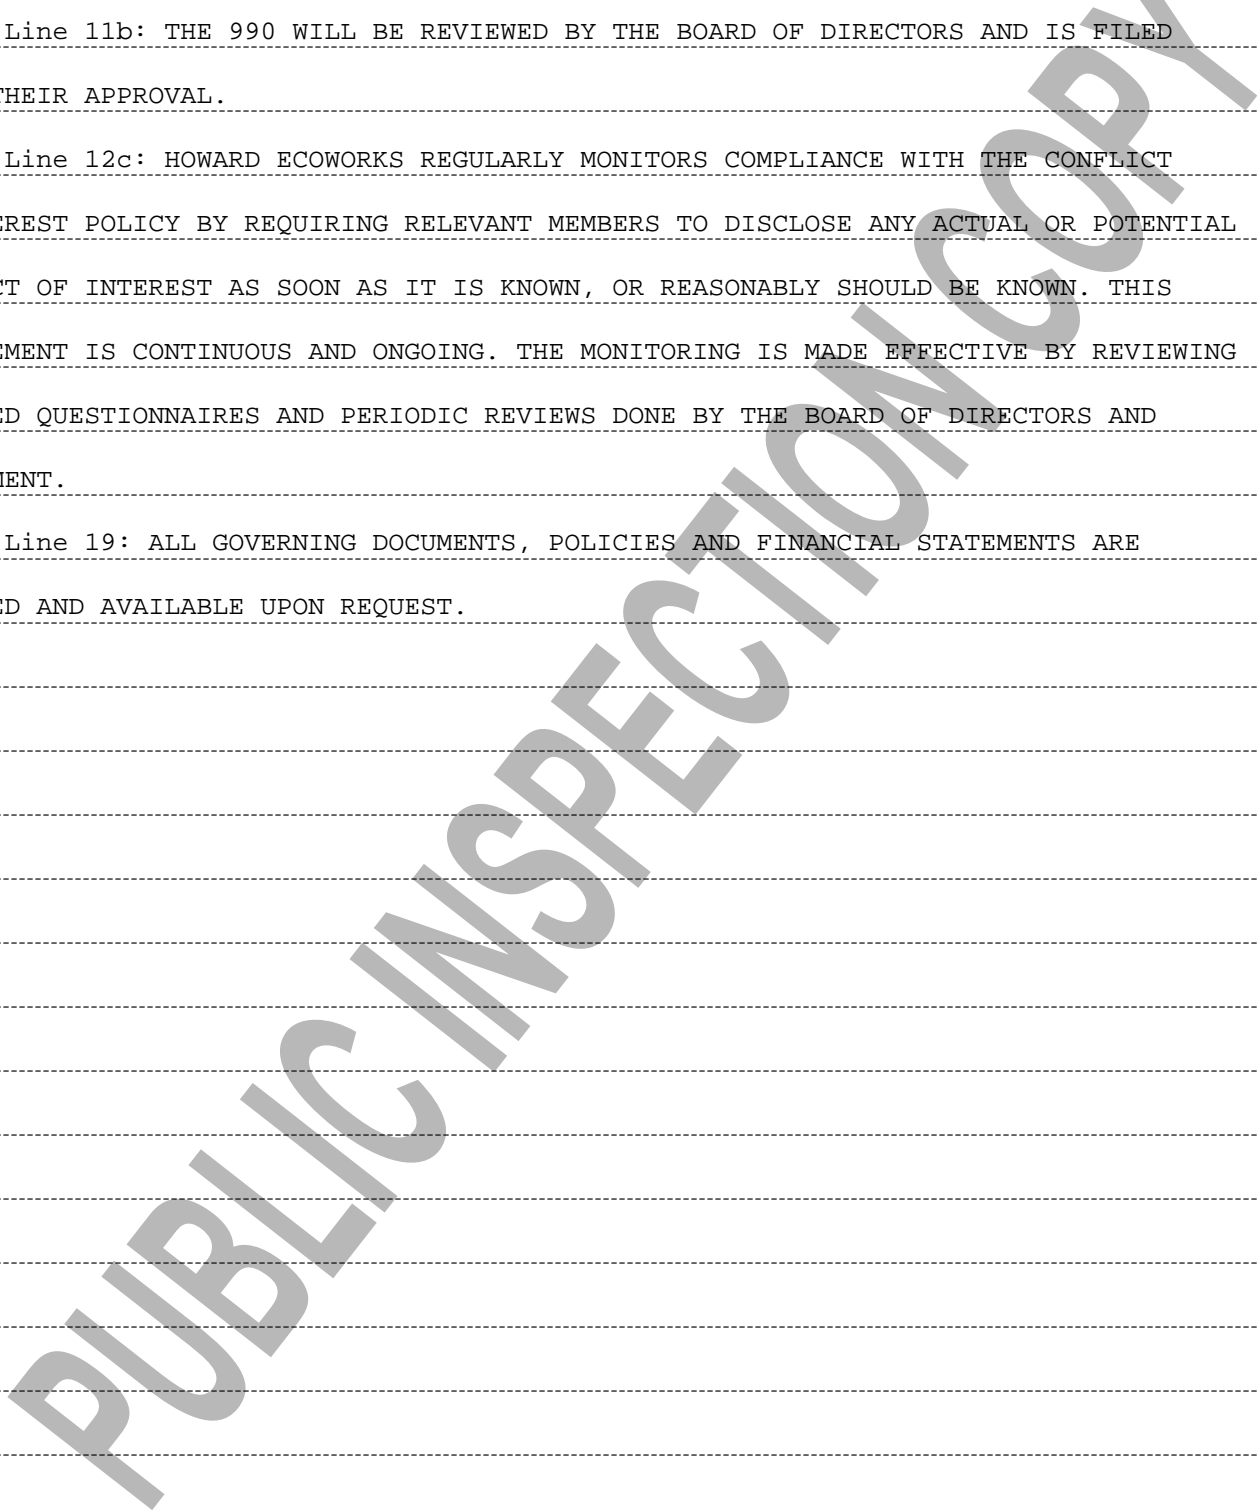 Line 11b: THE 990 WILL BE REVIEWED BY THE BOARD OF DIRECTORS AND IS FILED
THEIR APPROVAL.
Line 12c: HOWARD ECOWORKS REGULARLY MONITORS COMPLIANCE WITH THE CONFLICT
EREST POLICY BY REQUIRING RELEVANT MEMBERS TO DISCLOSE ANY ACTUAL OR POTENTIAL
CT OF INTEREST AS SOON AS IT IS KNOWN, OR REASONABLY SHOULD BE KNOWN. THIS
EMENT IS CONTINUOUS AND ONGOING. THE MONITORING IS MADE EFFECTIVE BY REVIEWING
ED QUESTIONNAIRES AND PERIODIC REVIEWS DONE BY THE BOARD OF DIRECTORS AND
MENT.
Line 19: ALL GOVERNING DOCUMENTS, POLICIES AND FINANCIAL STATEMENTS ARE
ED AND AVAILABLE UPON REQUEST.
PUBLIC INSPECTION COPY